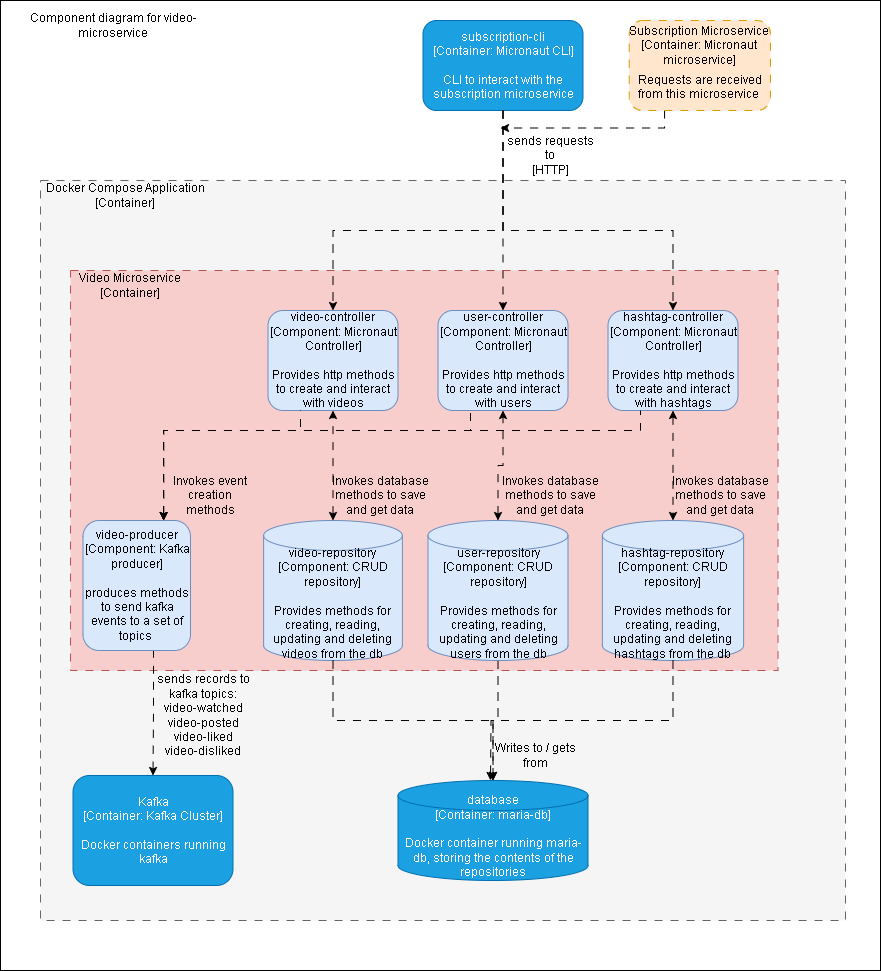 Component diagram for video-
microservice
subscription-cli
[Container: Micronaut CLI]
CLI to interact with the
subscription microservice
Subscription Microservice
[Container: Micronaut
microservice]
Requests are received
from this microservice
sends requests
to
[HTTP]
Docker Compose Application
[Container]
Video Microservice
[Container]
video-controller
[Component: Micronaut
Controller]
Provides http methods
to create and interact
with videos
user-controller
[Component: Micronaut
Controller]
Provides http methods
to create and interact
with users
hashtag-controller
[Component: Micronaut
Controller]
Provides http methods
to create and interact
with hashtags
Invokes event
creation
methods
Invokes database
methods to save
and get data
Invokes database
methods to save
and get data
Invokes database
methods to save
and get data
video-producer
[Component: Kafka
producer]
produces methods
to send kafka
events to a set of
topics
video-repository
[Component: CRUD
repository]
Provides methods for
creating, reading,
updating and deleting
videos from the db
user-repository
[Component: CRUD
repository]
Provides methods for
creating, reading,
updating and deleting
users from the db
hashtag-repository
[Component: CRUD
repository]
Provides methods for
creating, reading,
updating and deleting
hashtags from the db
sends records to
kafka topics:
video-watched
video-posted
video-liked
video-disliked
Writes to / gets
from
Kafka
[Container: Kafka Cluster]
Docker containers running
kafka
database
[Container: maria-db]
Docker container running maria-
db, storing the contents of the
repositories